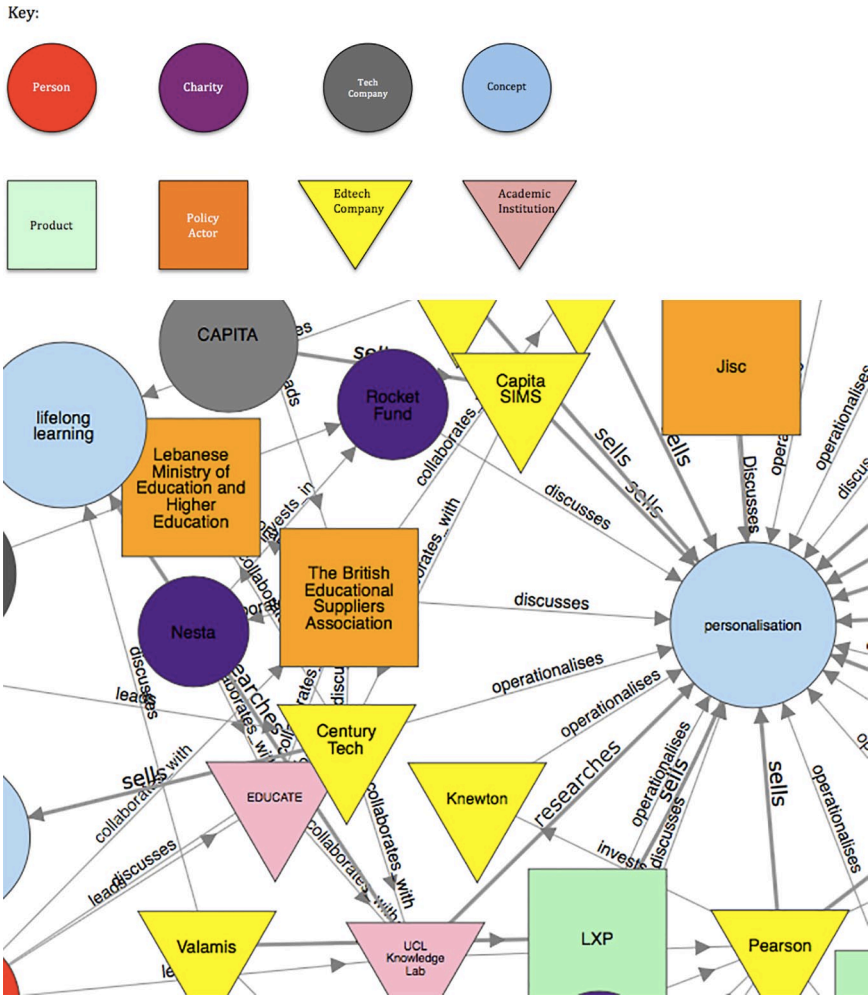 Key:
Person
Charity
Tech
Company
Concept
Product
Policy
Actor
Edtech
Company
Academic
Institution
CAPITA
sells
Rocket
Fund
Capita
SIMS
Jisc
lifelong
learning
Lebanese
Ministry of
Education and
Higher
Education
invests_in
collaborates_
sells
sells
sells
Discusses
operationalises
discusses
The British
Educational
Suppliers
Association
discusses
personalisation
Nesta
discusses
leads
researches
operationalises
operationalises
Century
Tech
sells
collaborates_with
EDUCATE
Knewton
researches
operationalises
sells
discusses
sells
operationalises
collaborates_with
collaborates_with
discusses
leads
invests
Valamis
UCL
Knowledge
Lab
LXP
Pearson